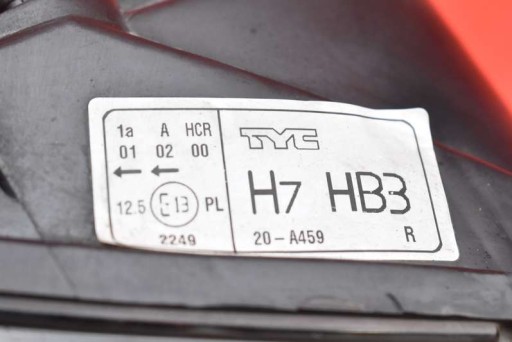 1a A HCR
01 02 00
← ←
12.5 E13 PL
2249
TYC
H7 HB3
20-A459 R